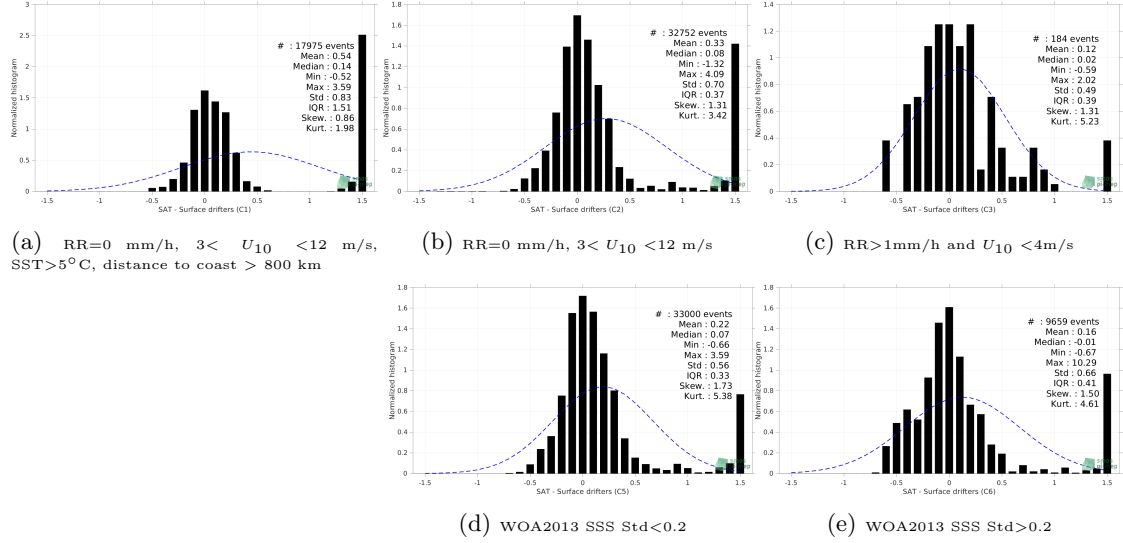 3
2.5
2
1.5
1
0.5
0
-1.5 -1 -0.5 0 0.5 1 1.5
Normalized histogram
SAT - Surface drifters (C1)
# : 17975 events
Mean : 0.54
Median : 0.14
Min : -0.52
Max : 3.59
Std : 0.83
IQR : 1.51
Skew. : 0.86
Kurt. : 1.98
(a) RR=0 mm/h, 3< U10 <12 m/s,
SST>5°C, distance to coast > 800 km
1.8
1.6
1.4
1.2
1
0.8
0.6
0.4
0.2
0
-1.5 -1 -0.5 0 0.5 1 1.5
Normalized histogram
SAT - Surface drifters (C2)
# : 32752 events
Mean : 0.33
Median : 0.08
Min : -1.32
Max : 4.09
Std : 0.70
IQR : 0.37
Skew. : 1.31
Kurt. : 3.42
(b) RR=0 mm/h, 3< U10 <12 m/s
1.4
1.2
1
0.8
0.6
0.4
0.2
0
-1.5 -1 -0.5 0 0.5 1 1.5
Normalized histogram
SAT - Surface drifters (C3)
# : 184 events
Mean : 0.12
Median : 0.02
Min : -0.59
Max : 2.02
Std : 0.49
IQR : 0.39
Skew. : 1.31
Kurt. : 5.23
(c) RR>1mm/h and U10 <4m/s
1.8
1.6
1.4
1.2
1
0.8
0.6
0.4
0.2
0
-1.5 -1 -0.5 0 0.5 1 1.5
Normalized histogram
SAT - Surface drifters (C5)
# : 33000 events
Mean : 0.22
Median : 0.07
Min : -0.66
Max : 3.59
Std : 0.56
IQR : 0.33
Skew. : 1.73
Kurt. : 5.38
(d) WOA2013 SSS Std<0.2
1.8
1.6
1.4
1.2
1
0.8
0.6
0.4
0.2
0
-1.5 -1 -0.5 0 0.5 1 1.5
Normalized histogram
SAT - Surface drifters (C6)
# : 9659 events
Mean : 0.16
Median : -0.01
Min : -0.67
Max : 10.29
Std : 0.66
IQR : 0.41
Skew. : 1.50
Kurt. : 4.61
(e) WOA2013 SSS Std>0.2